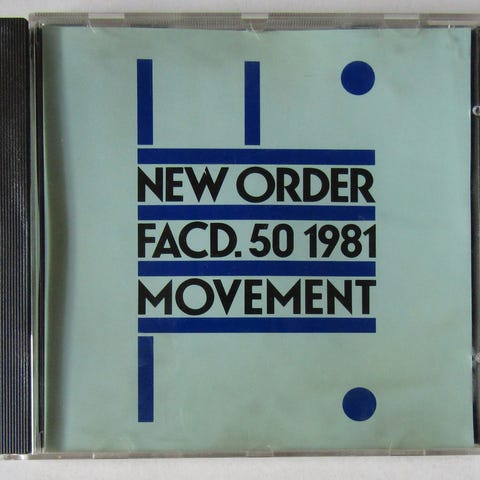 NEW ORDER
FACD. 50 1981
MOVEMENT